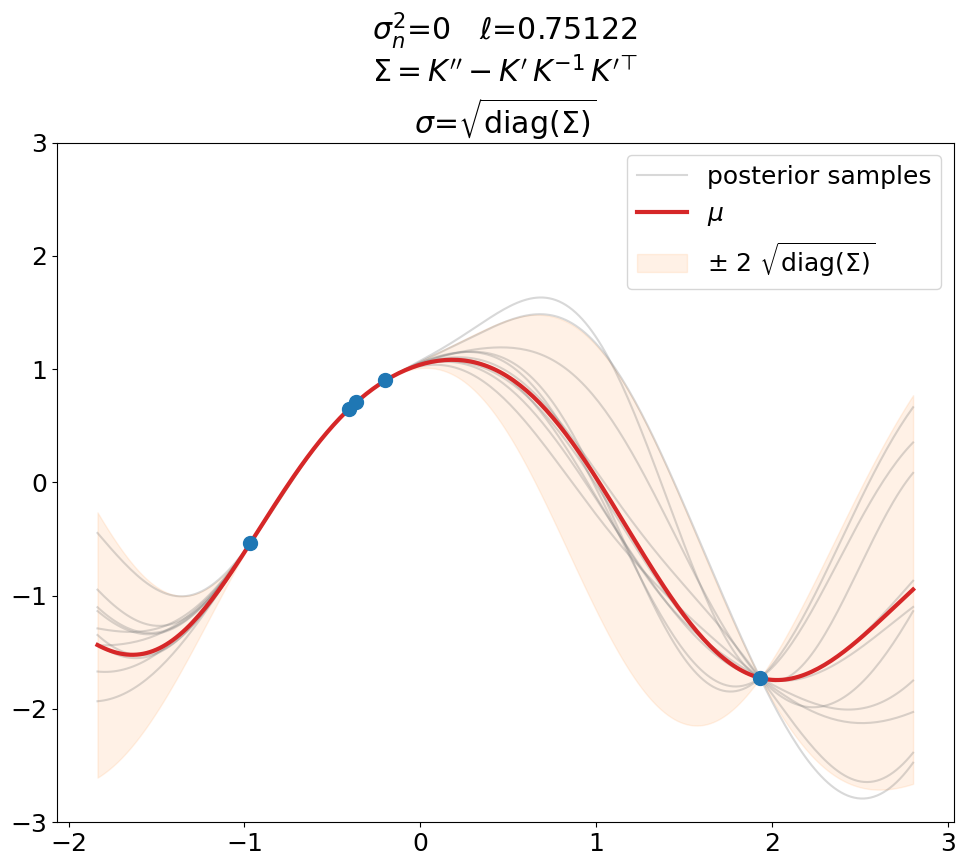 σₙ²=0 ℓ=0.75122
Σ = K′′ − K′ K⁻¹ K′ᵀ
σ=√diag(Σ)
posterior samples
μ
± 2 √diag(Σ)
3
2
1
0
−1
−2
−3
−2 −1 0 1 2 3